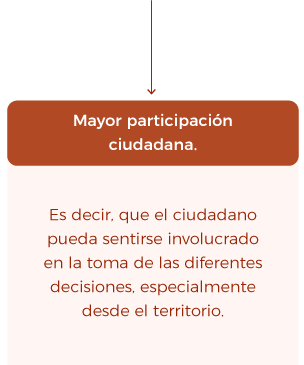 Mayor participación
ciudadana.
Es decir, que el ciudadano
pueda sentirse involucrado
en la toma de las diferentes
decisiones, especialmente
desde el territorio.